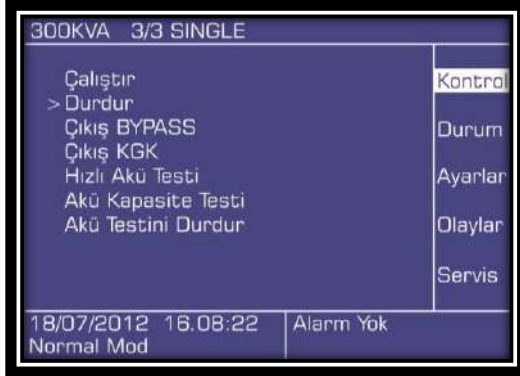 300KVA 3/3 SINGLE
Çalıştır
> Durdur
Çıkış BYPASS
Çıkış KGK
Hızlı Akü Testi
Akü Kapasite Testi
Akü Testini Durdur
Kontrol
Durum
Ayarlar
Olaylar
Servis
18/07/2012 16.08:22
Normal Mod
Alarm Yok